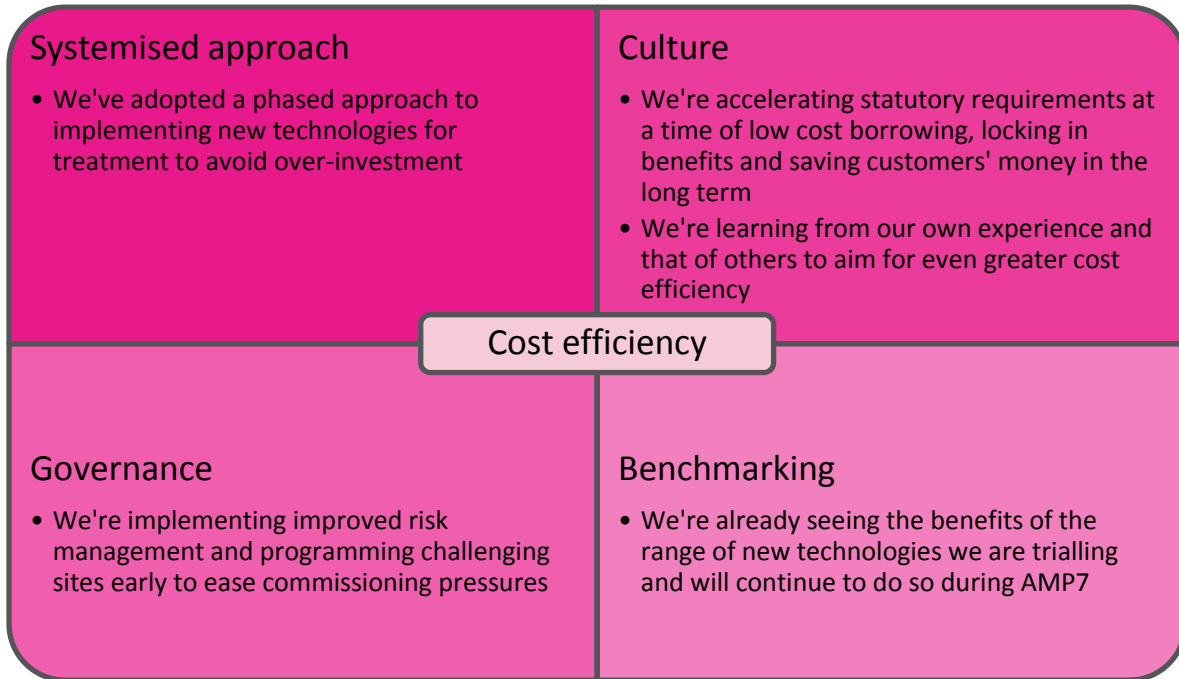 Systemised approach
• We've adopted a phased approach to
implementing new technologies for
treatment to avoid over-investment
Culture
• We're accelerating statutory requirements at
a time of low cost borrowing, locking in
benefits and saving customers' money in the
long term
• We're learning from our own experience and
that of others to aim for even greater cost
efficiency
Cost efficiency
Governance
• We're implementing improved risk
management and programming challenging
sites early to ease commissioning pressures
Benchmarking
• We're already seeing the benefits of the
range of new technologies we are trialling
and will continue to do so during AMP7